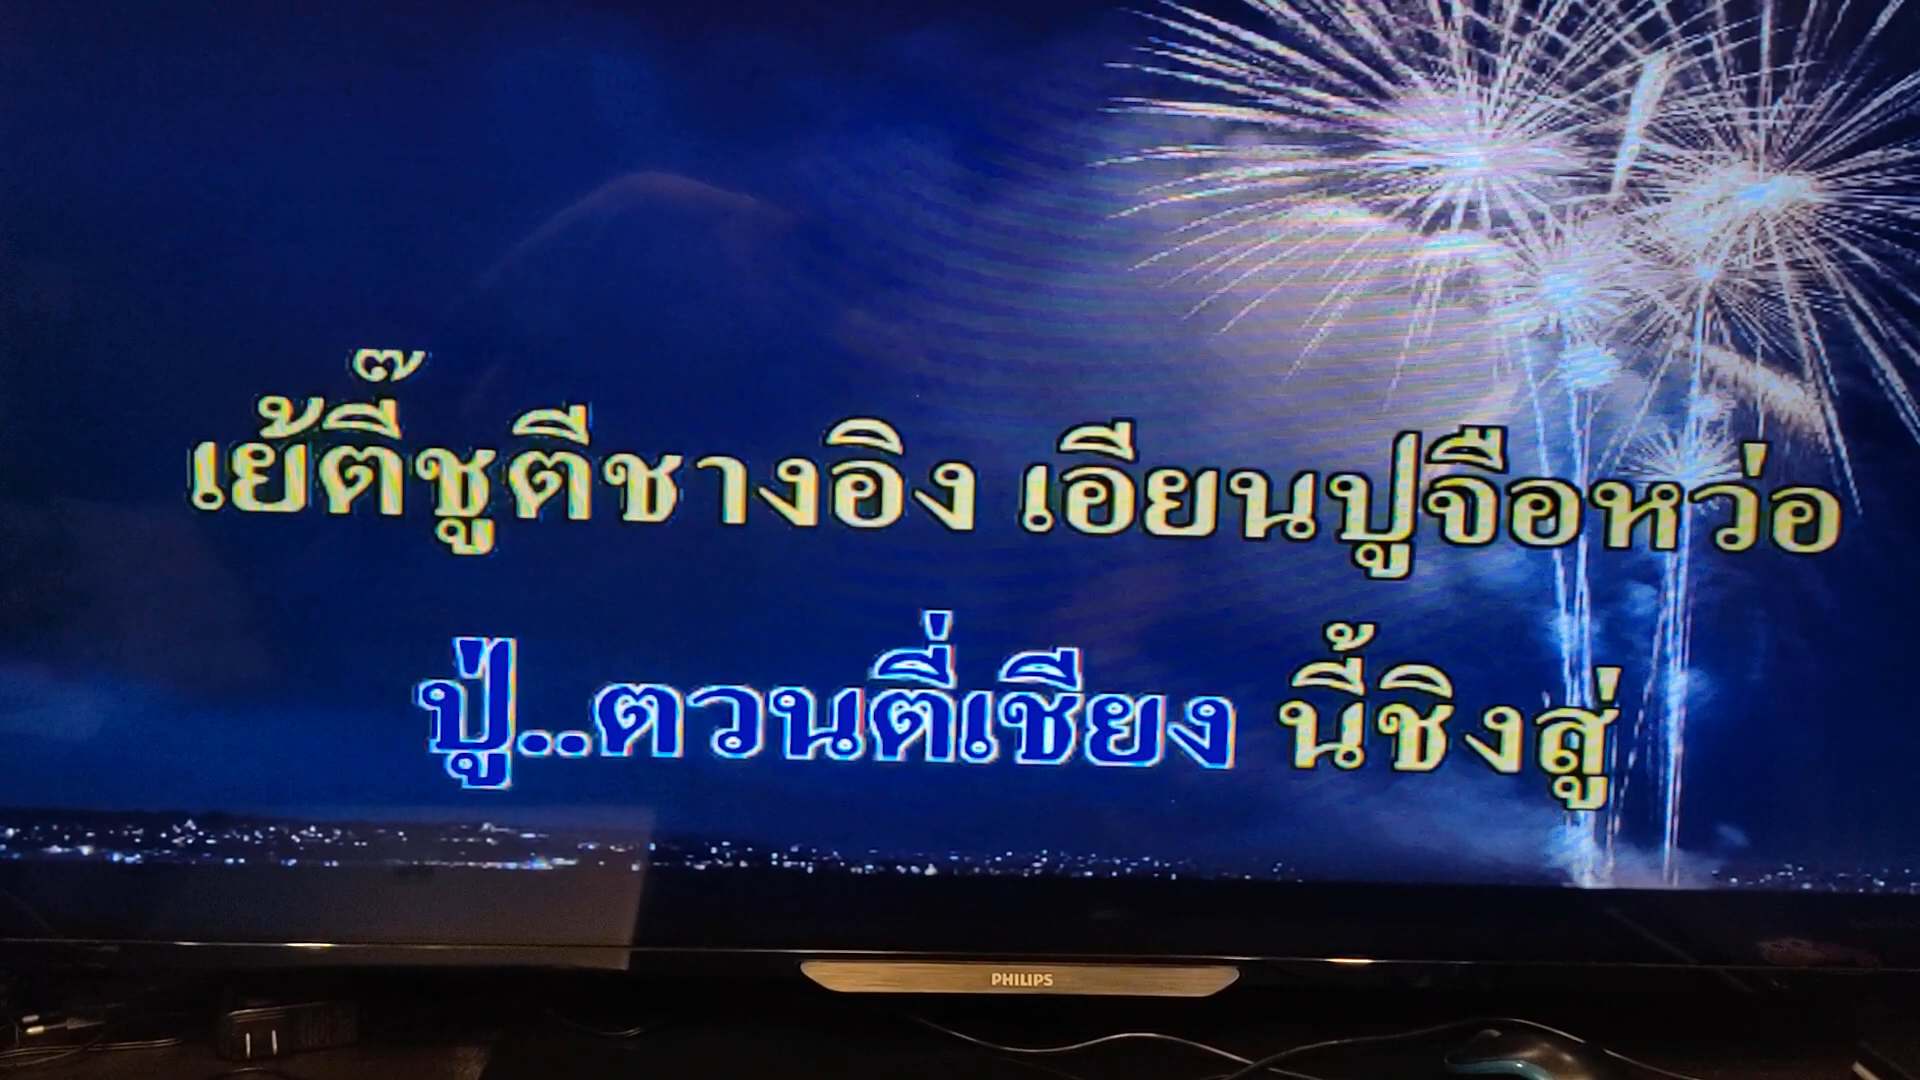 เย้ตี๊ชูตีชางอิง เอียนปูจือหว่อ
ปู่..ตวนตี่เชียง นี้ชิงสู่
PHILIPS